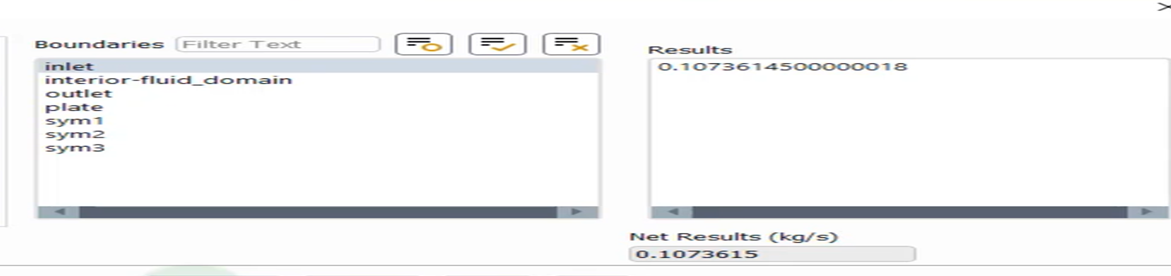 Boundaries Filter Text
inlet
interior-fluid_domain
outlet
plate
sym1
sym2
sym3
Results
0.1073614500000018
Net Results (kg/s)
0.1073615